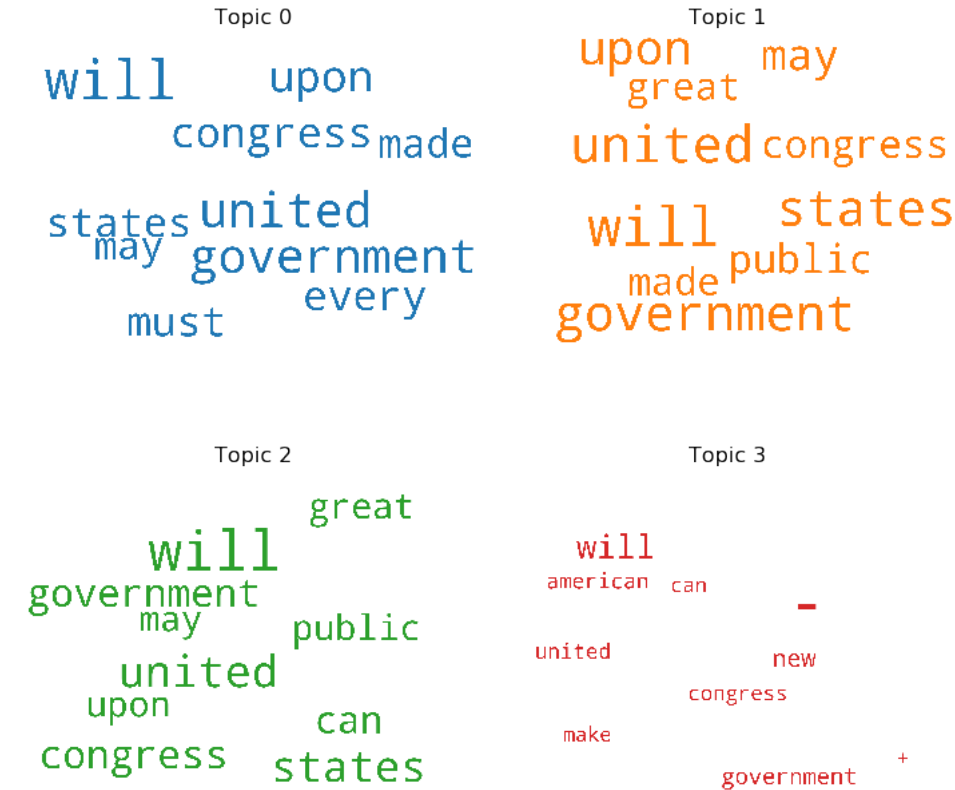 Topic 0
will upon
congress made
states united
may government
every
must
Topic 1
upon may
great
united congress
will states
public
made
government
Topic 2
great
will
government
may public
united
upon can
congress states
Topic 3
will
american can
-
united new
congress
make
+
government